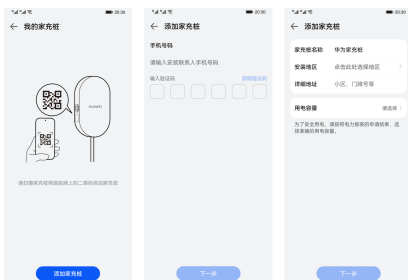 20:30
← 我的家充桩
HUAWEI
请扫描家充桩侧面铭牌上的二维码添加家充桩
添加家充桩
20:30
← 添加家充桩
手机号码
请输入安装联系人手机号码
输入验证码 获取验证码
下一步
20:30
← 添加家充桩
家充桩名称 华为家充桩
安装地区 点击此处选择地区
详细地址 小区、门牌号等
用电容量 请选择
为了安全用电，请按照电力报装的申请结果，选择准确的用电容量。
下一步